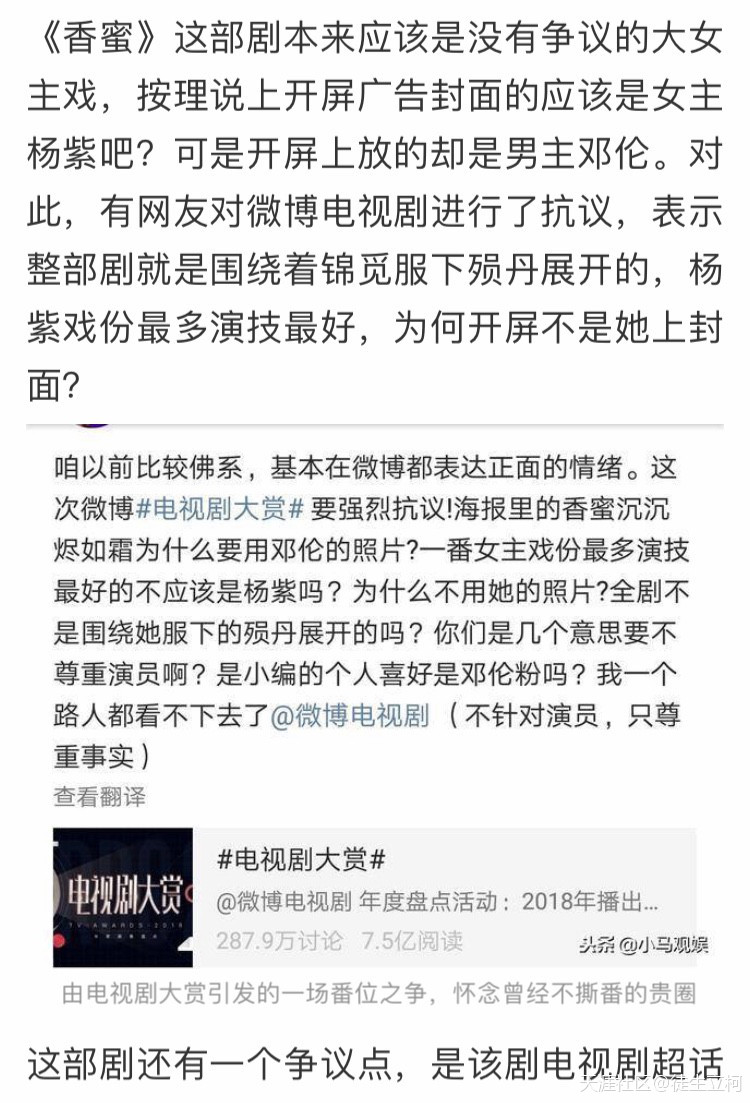 《香蜜》这部剧本来应该是没有争议的大女
主戏，按理说上开屏广告封面的应该是女主
杨紫吧？可是开屏上放的却是男主邓伦。对
此，有网友对微博电视剧进行了抗议，表示
整部剧就是围绕着锦觅服下殒丹展开的，杨
紫戏份最多演技最好，为何开屏不是她上封
面？
咱以前比较佛系，基本在微博都表达正面的情绪。这
次微博#电视剧大赏# 要强烈抗议!海报里的香蜜沉沉
烬如霜为什么要用邓伦的照片?一番女主戏份最多演技
最好的不应该是杨紫吗？为什么不用她的照片?全剧不
是围绕她服下的殒丹展开的吗？你们是几个意思要不
尊重演员啊？是小编的个人喜好是邓伦粉吗？我一个
路人都看不下去了@微博电视剧 （不针对演员，只尊
重事实）
查看翻译
电视剧大赏
TV AWARDS 2018
#电视剧大赏#
@微博电视剧 年度盘点活动：2018年播出...
287.9万讨论 7.5亿阅读
头条 @小马观娱
由电视剧大赏引发的一场番位之争，怀念曾经不撕番的贵圈
这部剧还有一个争议点，是该剧电视剧超话
天涯社区@徒生立柯